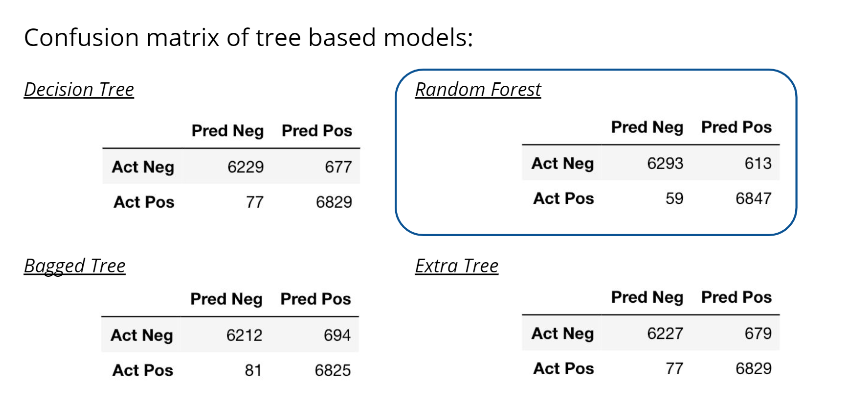 Confusion matrix of tree based models:
Decision Tree
Pred Neg Pred Pos
Act Neg 6229 677
Act Pos 77 6829
Random Forest
Pred Neg Pred Pos
Act Neg 6293 613
Act Pos 59 6847
Bagged Tree
Pred Neg Pred Pos
Act Neg 6212 694
Act Pos 81 6825
Extra Tree
Pred Neg Pred Pos
Act Neg 6227 679
Act Pos 77 6829